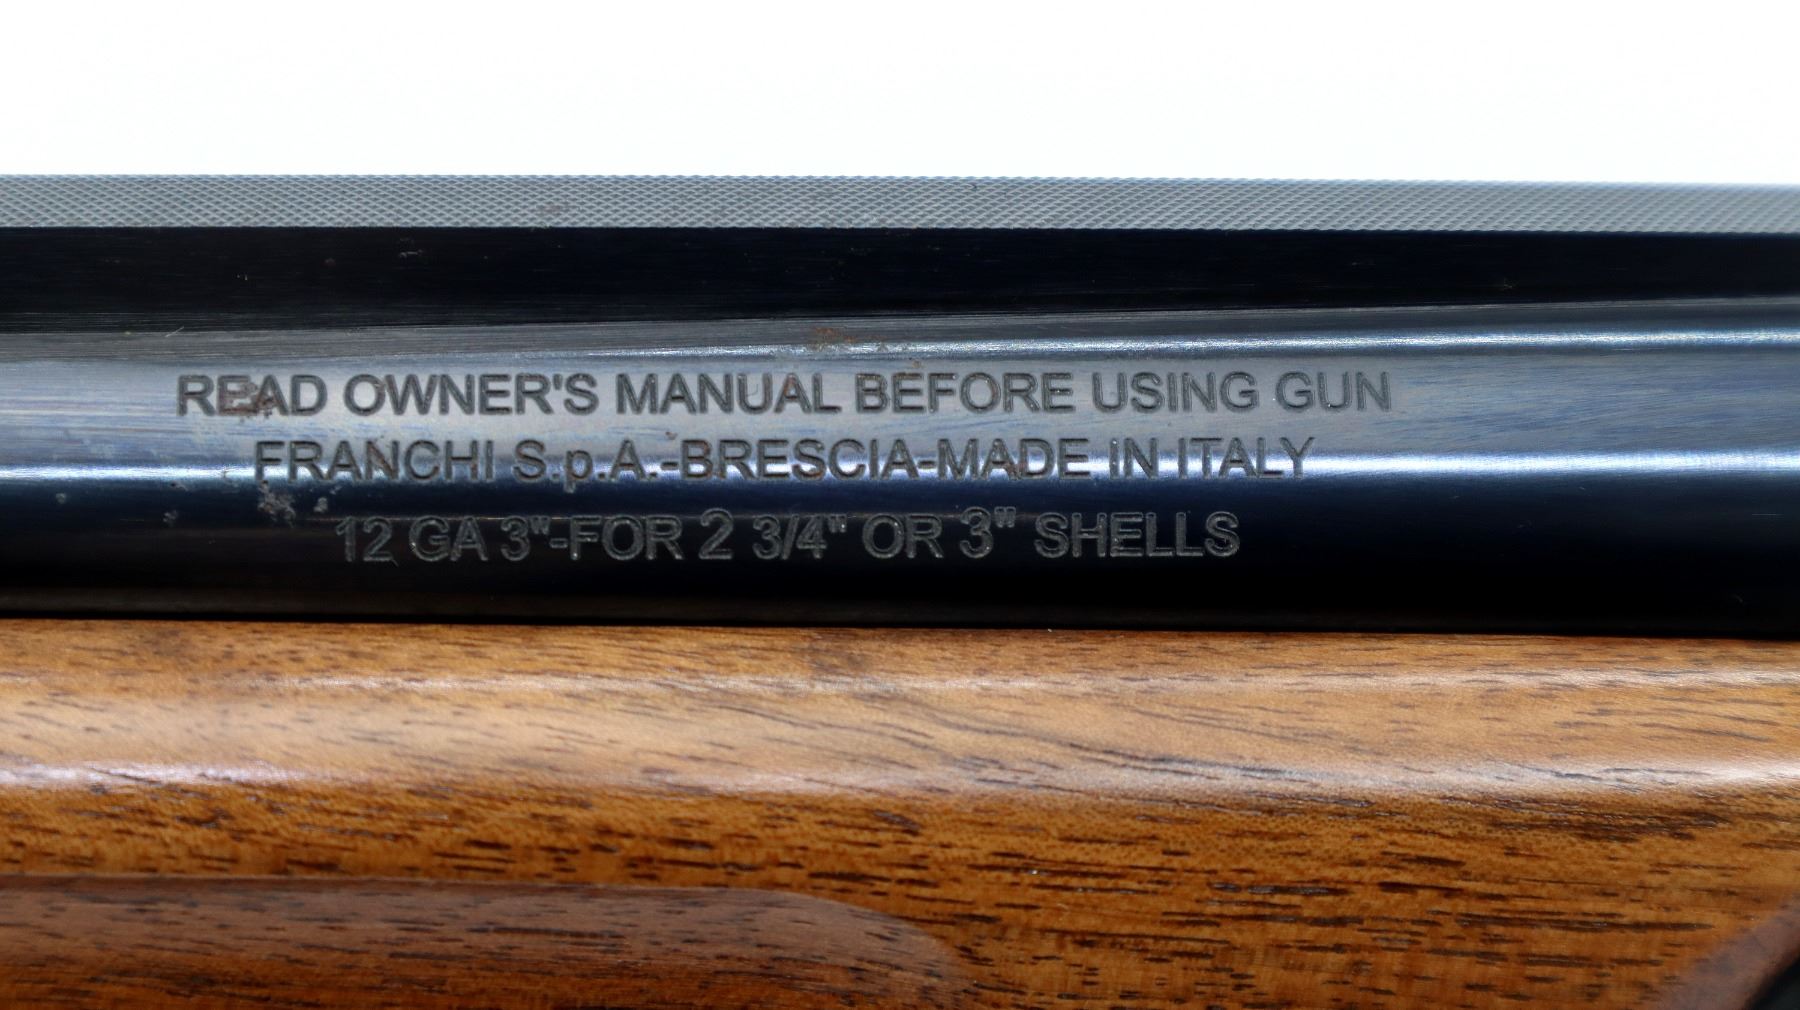 READ OWNER'S MANUAL BEFORE USING GUN
FRANCHI S.p.A.-BRESCIA-MADE IN ITALY
12 GA 3"-FOR 2 3/4" OR 3" SHELLS